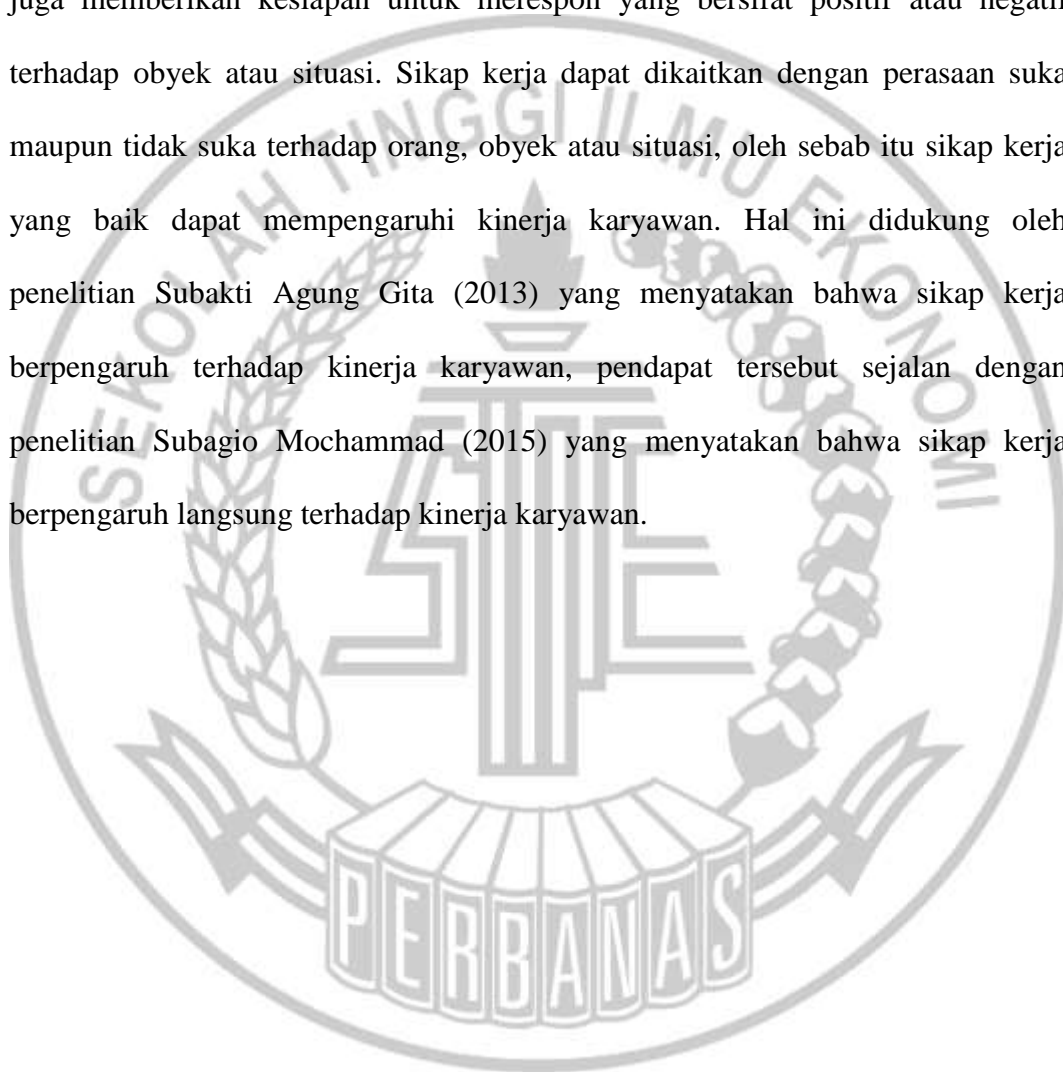 juga memberikan kesiapan untuk merespon yang bersifat positif atau negatif
terhadap obyek atau situasi. Sikap kerja dapat dikaitkan dengan perasaan suka
maupun tidak suka terhadap orang, obyek atau situasi, oleh sebab itu sikap kerja
yang baik dapat mempengaruhi kinerja karyawan. Hal ini didukung oleh
penelitian Subakti Agung Gita (2013) yang menyatakan bahwa sikap kerja
berpengaruh terhadap kinerja karyawan, pendapat tersebut sejalan dengan
penelitian Subagio Mochammad (2015) yang menyatakan bahwa sikap kerja
berpengaruh langsung terhadap kinerja karyawan.
SEKOLAH TINGGI ILMU EKONOMI
PERBANAS